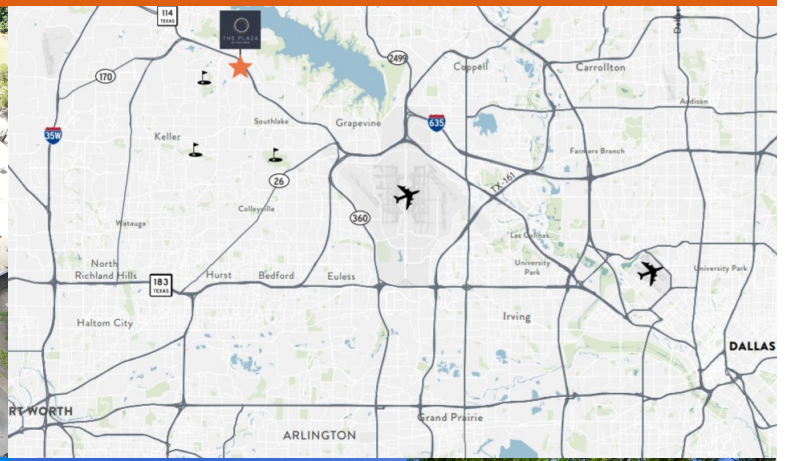 114
TEXAS
THE PLAZA
Dallas
2499
Coppell
Carrollton
170
Addison
Southlake
Grapevine
635
35W
Keller
Farmers Branch
26
TX-161
Colleyville
360
Watauga
Las Colinas
North
Richland Hills
University
Park
University Park
183
TEXAS
Hurst
Bedford
Euless
Irving
Haltom City
DALLAS
RT WORTH
Grand Prairie
ARLINGTON